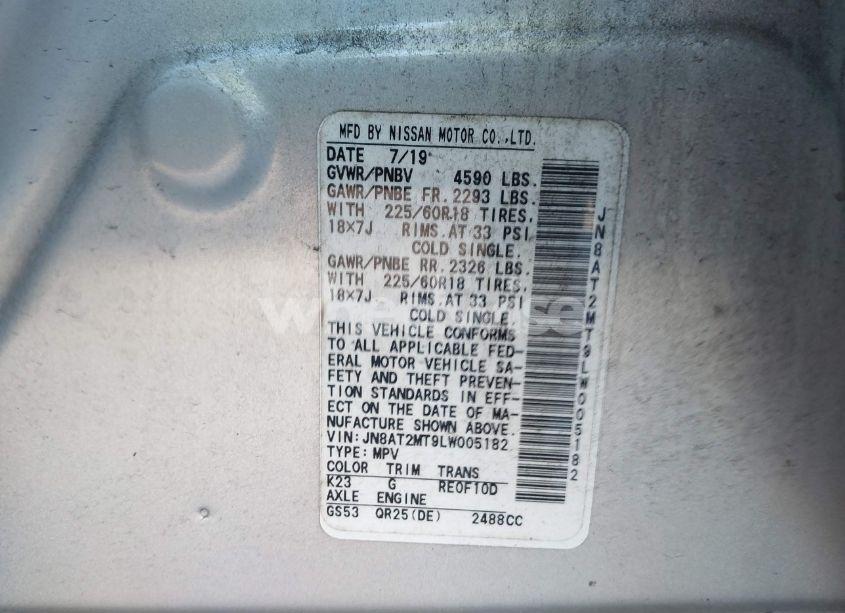 MFD BY NISSAN MOTOR CO.,LTD.
DATE 7/19
GVWR/PNBV 4590 LBS.
GAWR/PNBE FR. 2293 LBS.
WITH 225/60R18 TIRES,
18X7J RIMS.AT 33 PSI
COLD SINGLE.
GAWR/PNBE RR. 2326 LBS.
WITH 225/60R18 TIRES,
18X7J RIMS.AT 33 PSI
COLD SINGLE.
THIS VEHICLE CONFORMS
TO ALL APPLICABLE FED-
ERAL MOTOR VEHICLE SA-
FETY AND THEFT PREVEN-
TION STANDARDS IN EFF-
ECT ON THE DATE OF MA-
NUFACTURE SHOWN ABOVE.
VIN:JN8AT2MT9LW005182
TYPE:MPV
COLOR TRIM TRANS
K23 G RE0F10D
AXLE ENGINE
GS53 QR25(DE) 2488CC
JN8AT2MT9LW005182